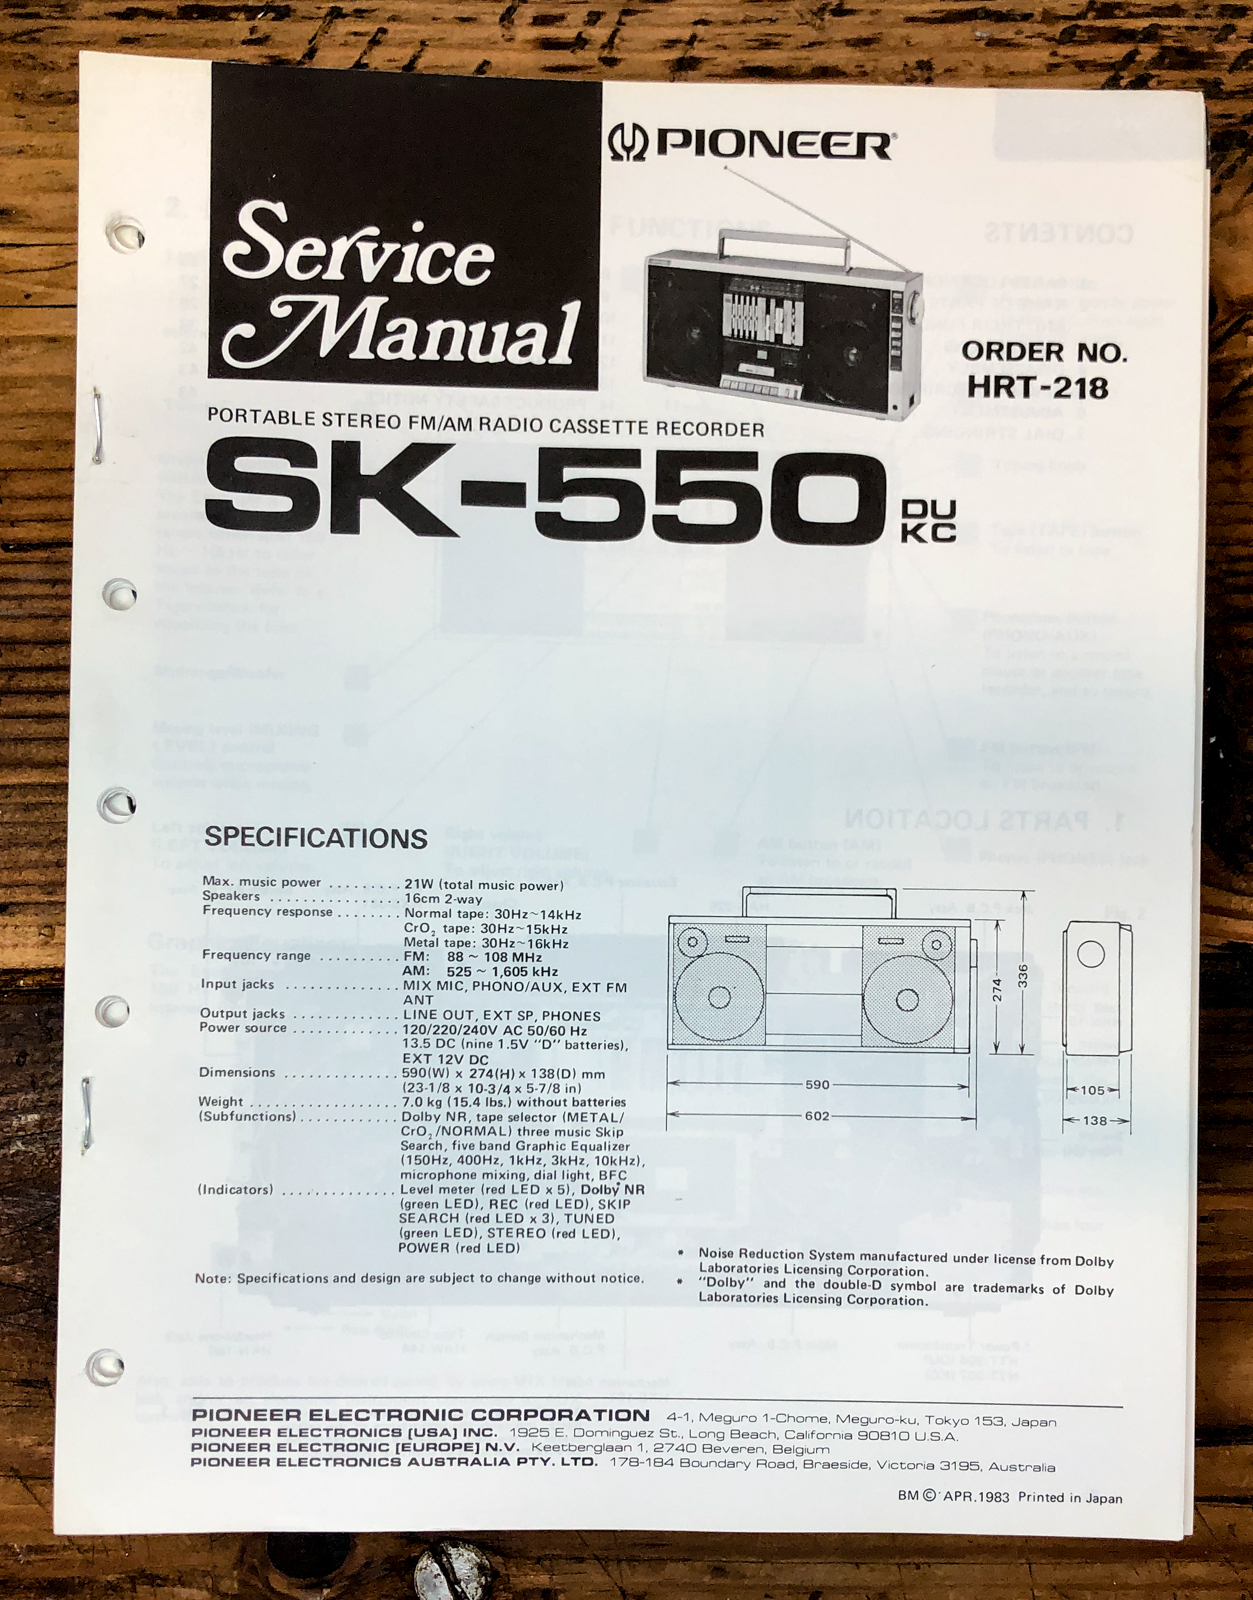 Service
Manual
PIONEER®
ORDER NO.
HRT-218
PORTABLE STEREO FM/AM RADIO CASSETTE RECORDER
SK-550 DU
KC
SPECIFICATIONS
Max. music power ......... 21W (total music power)
Speakers ................ 16cm 2-way
Frequency response ........ Normal tape: 30Hz~14kHz
CrO₂ tape: 30Hz~15kHz
Metal tape: 30Hz~16kHz
Frequency range .......... FM: 88 ~ 108 MHz
AM: 525 ~ 1,605 kHz
Input jacks .............. MIX MIC, PHONO/AUX, EXT FM
ANT
Output jacks ............. LINE OUT, EXT SP, PHONES
Power source ............. 120/220/240V AC 50/60 Hz
13.5 DC (nine 1.5V "D" batteries),
EXT 12V DC
Dimensions .............. 590(W) x 274(H) x 138(D) mm
(23-1/8 x 10-3/4 x 5-7/8 in)
Weight .................. 7.0 kg (15.4 lbs.) without batteries
(Subfunctions) ............ Dolby NR, tape selector (METAL/
CrO₂/NORMAL) three music Skip
Search, five band Graphic Equalizer
(150Hz, 400Hz, 1kHz, 3kHz, 10kHz),
microphone mixing, dial light, BFC
(Indicators) .............. Level meter (red LED x 5), Dolby* NR
(green LED), REC (red LED), SKIP
SEARCH (red LED x 3), TUNED
(green LED), STEREO (red LED),
POWER (red LED)
Note: Specifications and design are subject to change without notice.
274
336
590
602
105
138
* Noise Reduction System manufactured under license from Dolby
Laboratories Licensing Corporation.
* "Dolby" and the double-D symbol are trademarks of Dolby
Laboratories Licensing Corporation.
PIONEER ELECTRONIC CORPORATION 4-1, Meguro 1-Chome, Meguro-ku, Tokyo 153, Japan
PIONEER ELECTRONICS [USA] INC. 1925 E. Dominguez St., Long Beach, California 90810 U.S.A.
PIONEER ELECTRONIC [EUROPE] N.V. Keetberglaan 1, 2740 Beveren, Belgium
PIONEER ELECTRONICS AUSTRALIA PTY. LTD. 178-184 Boundary Road, Braeside, Victoria 3195, Australia
BM © APR.1983 Printed in Japan